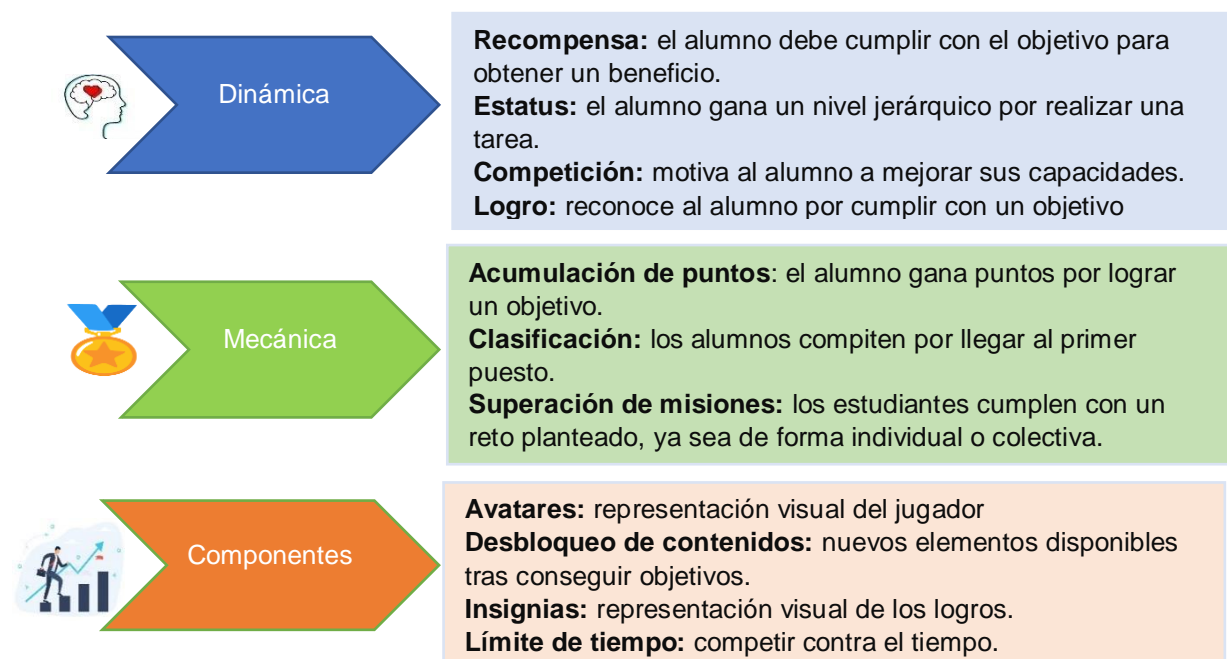 Dinámica
Recompensa: el alumno debe cumplir con el objetivo para
obtener un beneficio.
Estatus: el alumno gana un nivel jerárquico por realizar una
tarea.
Competición: motiva al alumno a mejorar sus capacidades.
Logro: reconoce al alumno por cumplir con un objetivo
Mecánica
Acumulación de puntos: el alumno gana puntos por lograr
un objetivo.
Clasificación: los alumnos compiten por llegar al primer
puesto.
Superación de misiones: los estudiantes cumplen con un
reto planteado, ya sea de forma individual o colectiva.
Componentes
Avatares: representación visual del jugador
Desbloqueo de contenidos: nuevos elementos disponibles
tras conseguir objetivos.
Insignias: representación visual de los logros.
Límite de tiempo: competir contra el tiempo.